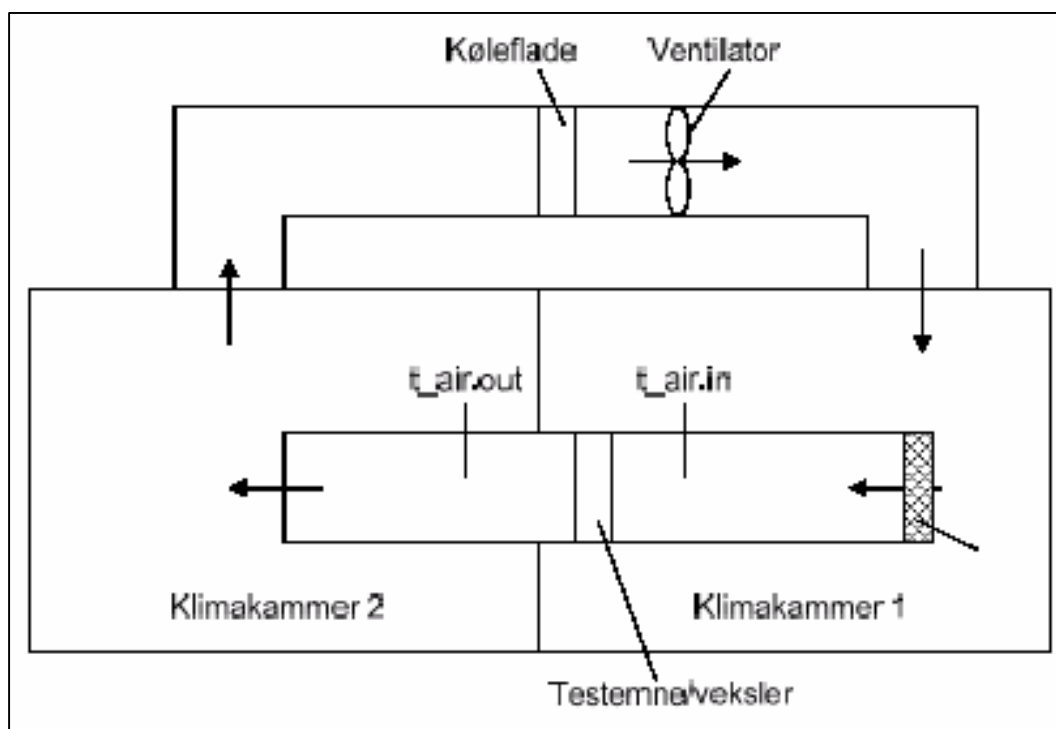 Køleflade
Ventilator
t_air.out
t_air.in
Klimakammer 2
Klimakammer 1
Testemne/veksler